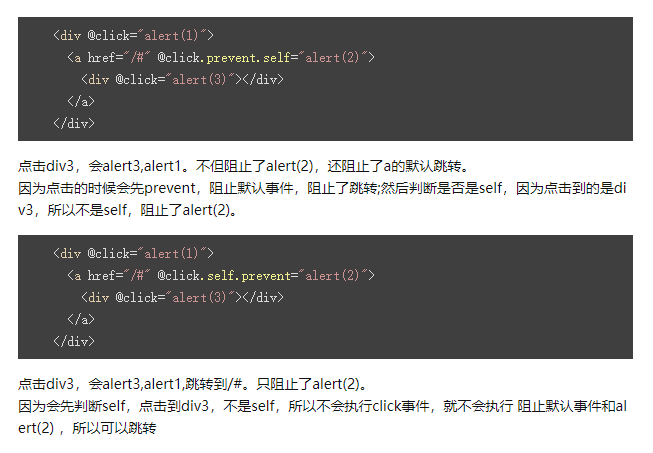 <div @click="alert(1)">
<a href="/#" @click.prevent.self="alert(2)">
<div @click="alert(3)"></div>
</a>
</div>
点击div3，会alert3,alert1。不但阻止了alert(2)，还阻止了a的默认跳转。
因为点击的时候会先prevent，阻止默认事件，阻止了跳转;然后判断是否是self，因为点击到的是di
v3，所以不是self，阻止了alert(2)。
<div @click="alert(1)">
<a href="/#" @click.self.prevent="alert(2)">
<div @click="alert(3)"></div>
</a>
</div>
点击div3，会alert3,alert1,跳转到/#。只阻止了alert(2)。
因为会先判断self，点击到div3，不是self，所以不会执行click事件，就不会执行 阻止默认事件和al
ert(2) ，所以可以跳转